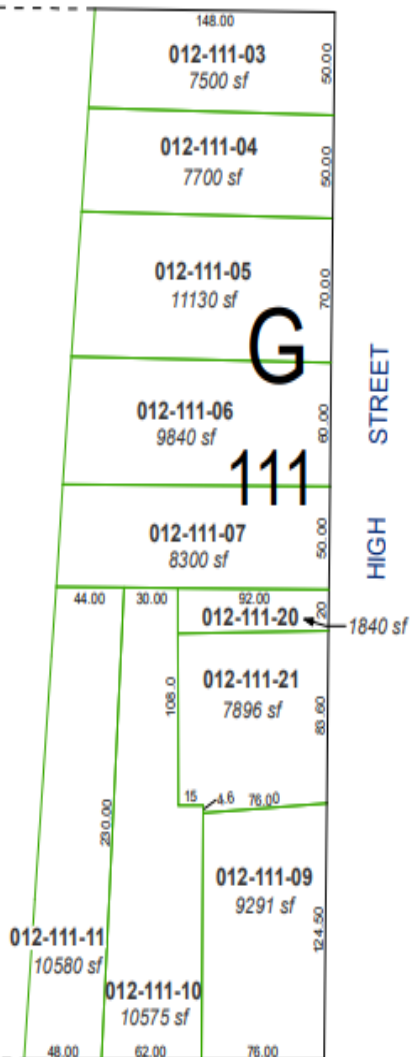 148.00
012-111-03
7500 sf
50.00
012-111-04
7700 sf
50.00
012-111-05
11130 sf
70.00
G
STREET
012-111-06
9840 sf
60.00
111
HIGH
012-111-07
8300 sf
50.00
44.00 30.00 92.00
012-111-20
20
1840 sf
012-111-21
7896 sf
108.0
83.60
15 4.6 76.00
230.00
012-111-09
9291 sf
124.50
012-111-11
10580 sf
012-111-10
10575 sf
48.00 62.00 76.00